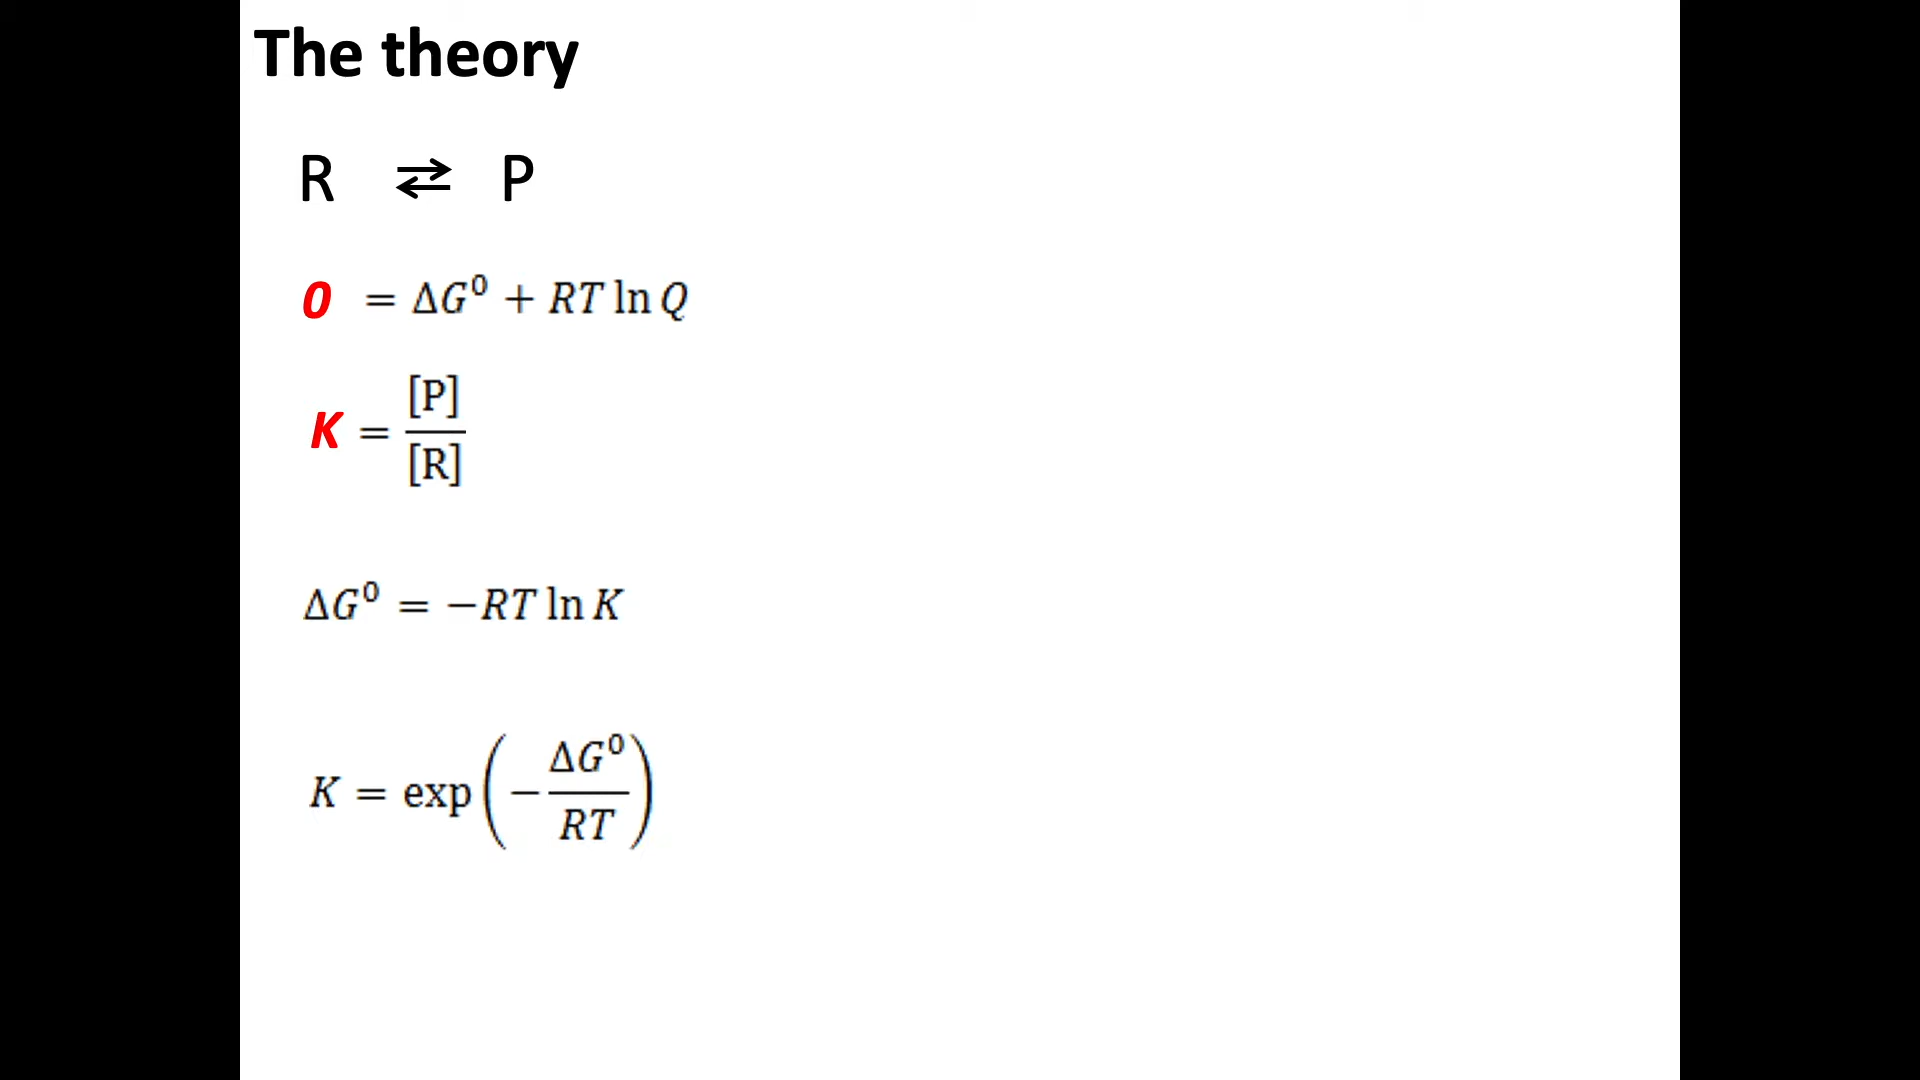 The theory
R ⇄ P
0 = ΔG⁰ + RT ln Q
K = [P]/[R]
ΔG⁰ = −RT ln K
K = exp(−ΔG⁰/RT)